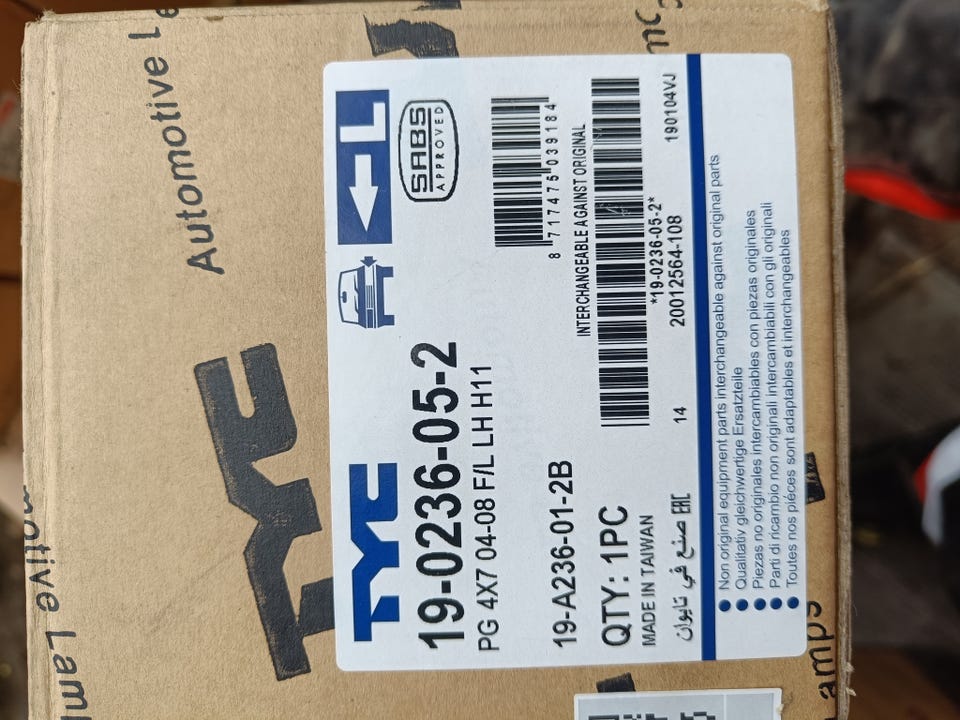 Automotive L
TYC
TYC
L
SABS
APPROVED
19-0236-05-2
PG 4X7 04-08 F/L LH H11
8 717475 039184
INTERCHANGEABLE AGAINST ORIGINAL
19-A236-01-2B
*19-0236-05-2*
QTY: 1PC
MADE IN TAIWAN
14
20012564-108
190104VJ
صنع في تايوان
EAC
Non original equipment parts interchangeable against original parts
Qualitativ gleichwertige Ersatzteile
Piezas no originales intercambiables con piezas originales
Parti di ricambio non originali intercambiabili con gli originali
Toutes nos piéces sont adaptables et interchangeables
amps